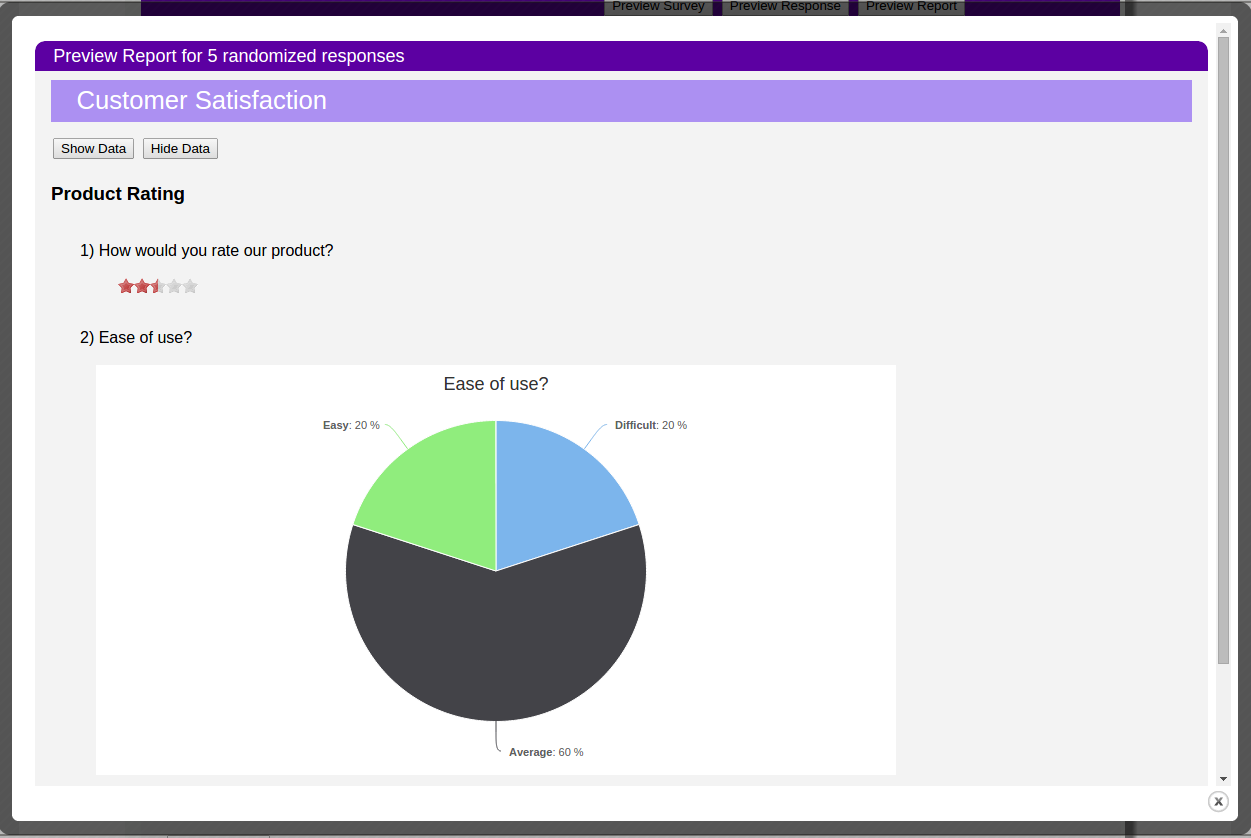 Preview Survey Preview Response Preview Report
Preview Report for 5 randomized responses
Customer Satisfaction
Show Data Hide Data
Product Rating
1) How would you rate our product?
2) Ease of use?
Ease of use?
Easy: 20 % Difficult: 20 %
Average: 60 %
X